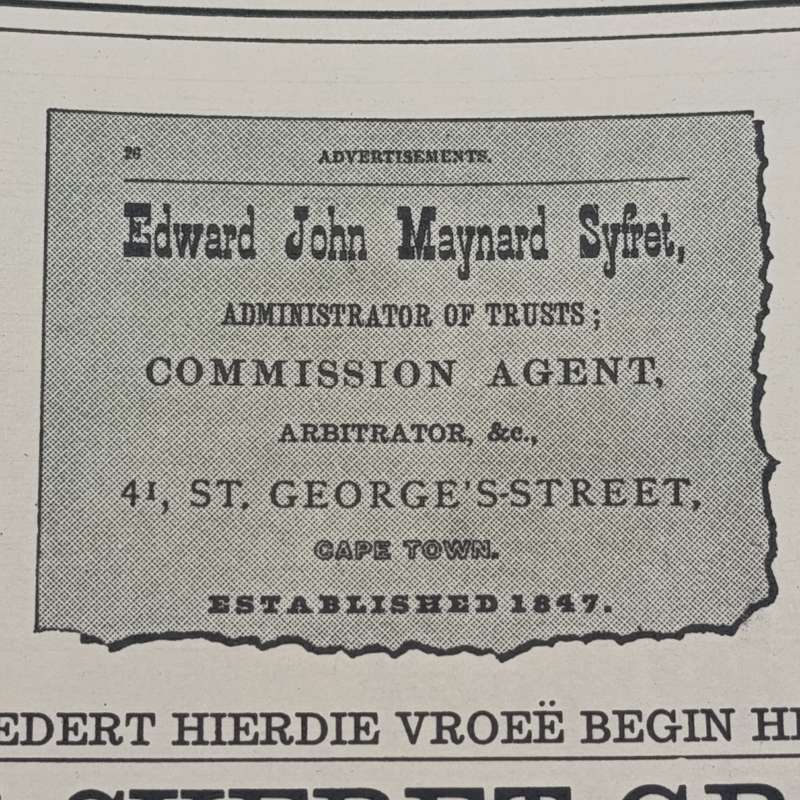 26 ADVERTISEMENTS.
Edward John Maynard Syfret,
ADMINISTRATOR OF TRUSTS;
COMMISSION AGENT,
ARBITRATOR, &c.,
41, ST. GEORGE'S-STREET,
CAPE TOWN.
ESTABLISHED 1847.
EDERT HIERDIE VROEË BEGIN